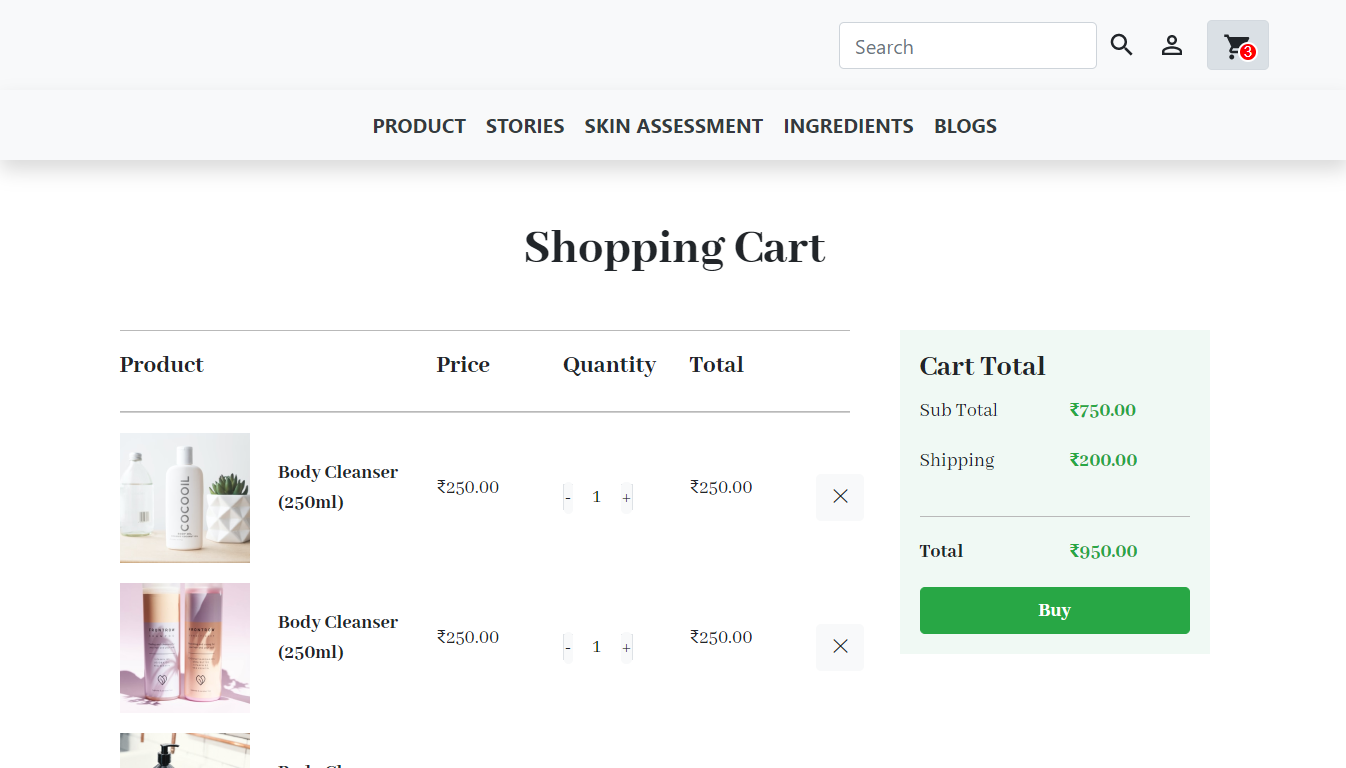 Search
3
PRODUCT STORIES SKIN ASSESSMENT INGREDIENTS BLOGS
Shopping Cart
Product Price Quantity Total
COCOOIL
Body Cleanser
(250ml)
₹250.00
- 1 +
₹250.00
Body Cleanser
(250ml)
₹250.00
- 1 +
₹250.00
Cart Total
Sub Total ₹750.00
Shipping ₹200.00
Total ₹950.00
Buy